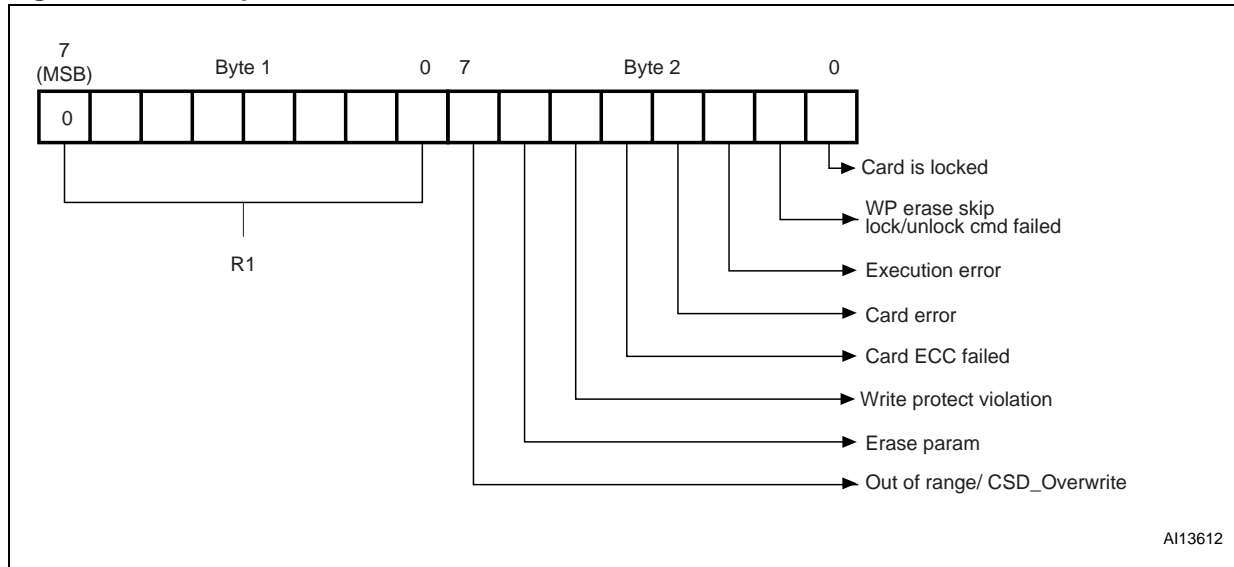 7
(MSB)
Byte 1
0
7
Byte 2
0
0
Card is locked
WP erase skip
lock/unlock cmd failed
Execution error
Card error
Card ECC failed
Write protect violation
Erase param
Out of range/ CSD_Overwrite
R1
AI13612